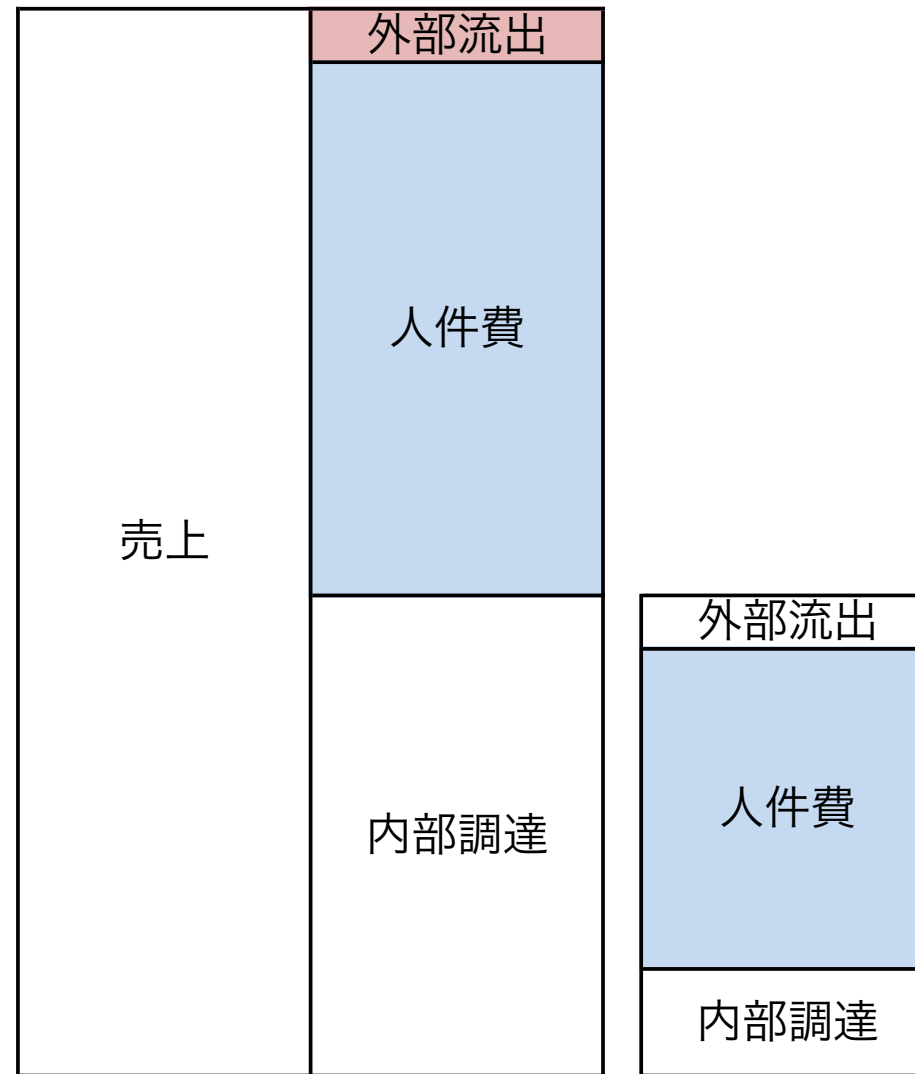 外部流出
人件費
売上
内部調達
外部流出
人件費
内部調達